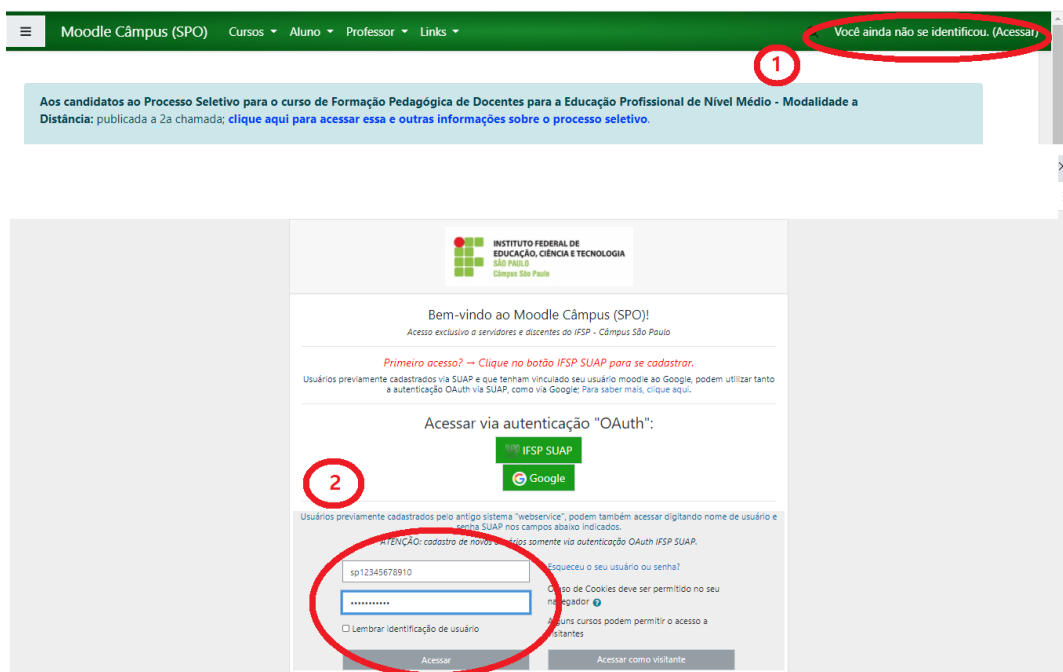 Moodle Câmpus (SPO) Cursos Aluno Professor Links Você ainda não se identificou. (Acessar)
1
Aos candidatos ao Processo Seletivo para o curso de Formação Pedagógica de Docentes para a Educação Profissional de Nível Médio - Modalidade a
Distância: publicada a 2a chamada; clique aqui para acessar essa e outras informações sobre o processo seletivo.
INSTITUTO FEDERAL DE
EDUCAÇÃO, CIÊNCIA E TECNOLOGIA
SÃO PAULO
Câmpus São Paulo
Bem-vindo ao Moodle Câmpus (SPO)!
Acesso exclusivo a servidores e discentes do IFSP - Câmpus São Paulo
Primeiro acesso? → Clique no botão IFSP SUAP para se cadastrar.
Usuários previamente cadastrados via SUAP e que tenham vinculado seu usuário moodle ao Google, podem utilizar tanto
a autenticação OAuth via SUAP, como via Google; Para saber mais, clique aqui.
Acessar via autenticação "OAuth":
IFSP SUAP
Google
2
Usuários previamente cadastrados pelo antigo sistema "webservice", podem também acessar digitando nome de usuário e
senha SUAP nos campos abaixo indicados.
ATENÇÃO: cadastro de novos usuários somente via autenticação OAuth IFSP SUAP.
sp12345678910
•••••••••••
Lembrar identificação de usuário
Acessar
Esqueceu o seu usuário ou senha?
O uso de Cookies deve ser permitido no seu
navegador
Alguns cursos podem permitir o acesso a
visitantes
Acessar como visitante